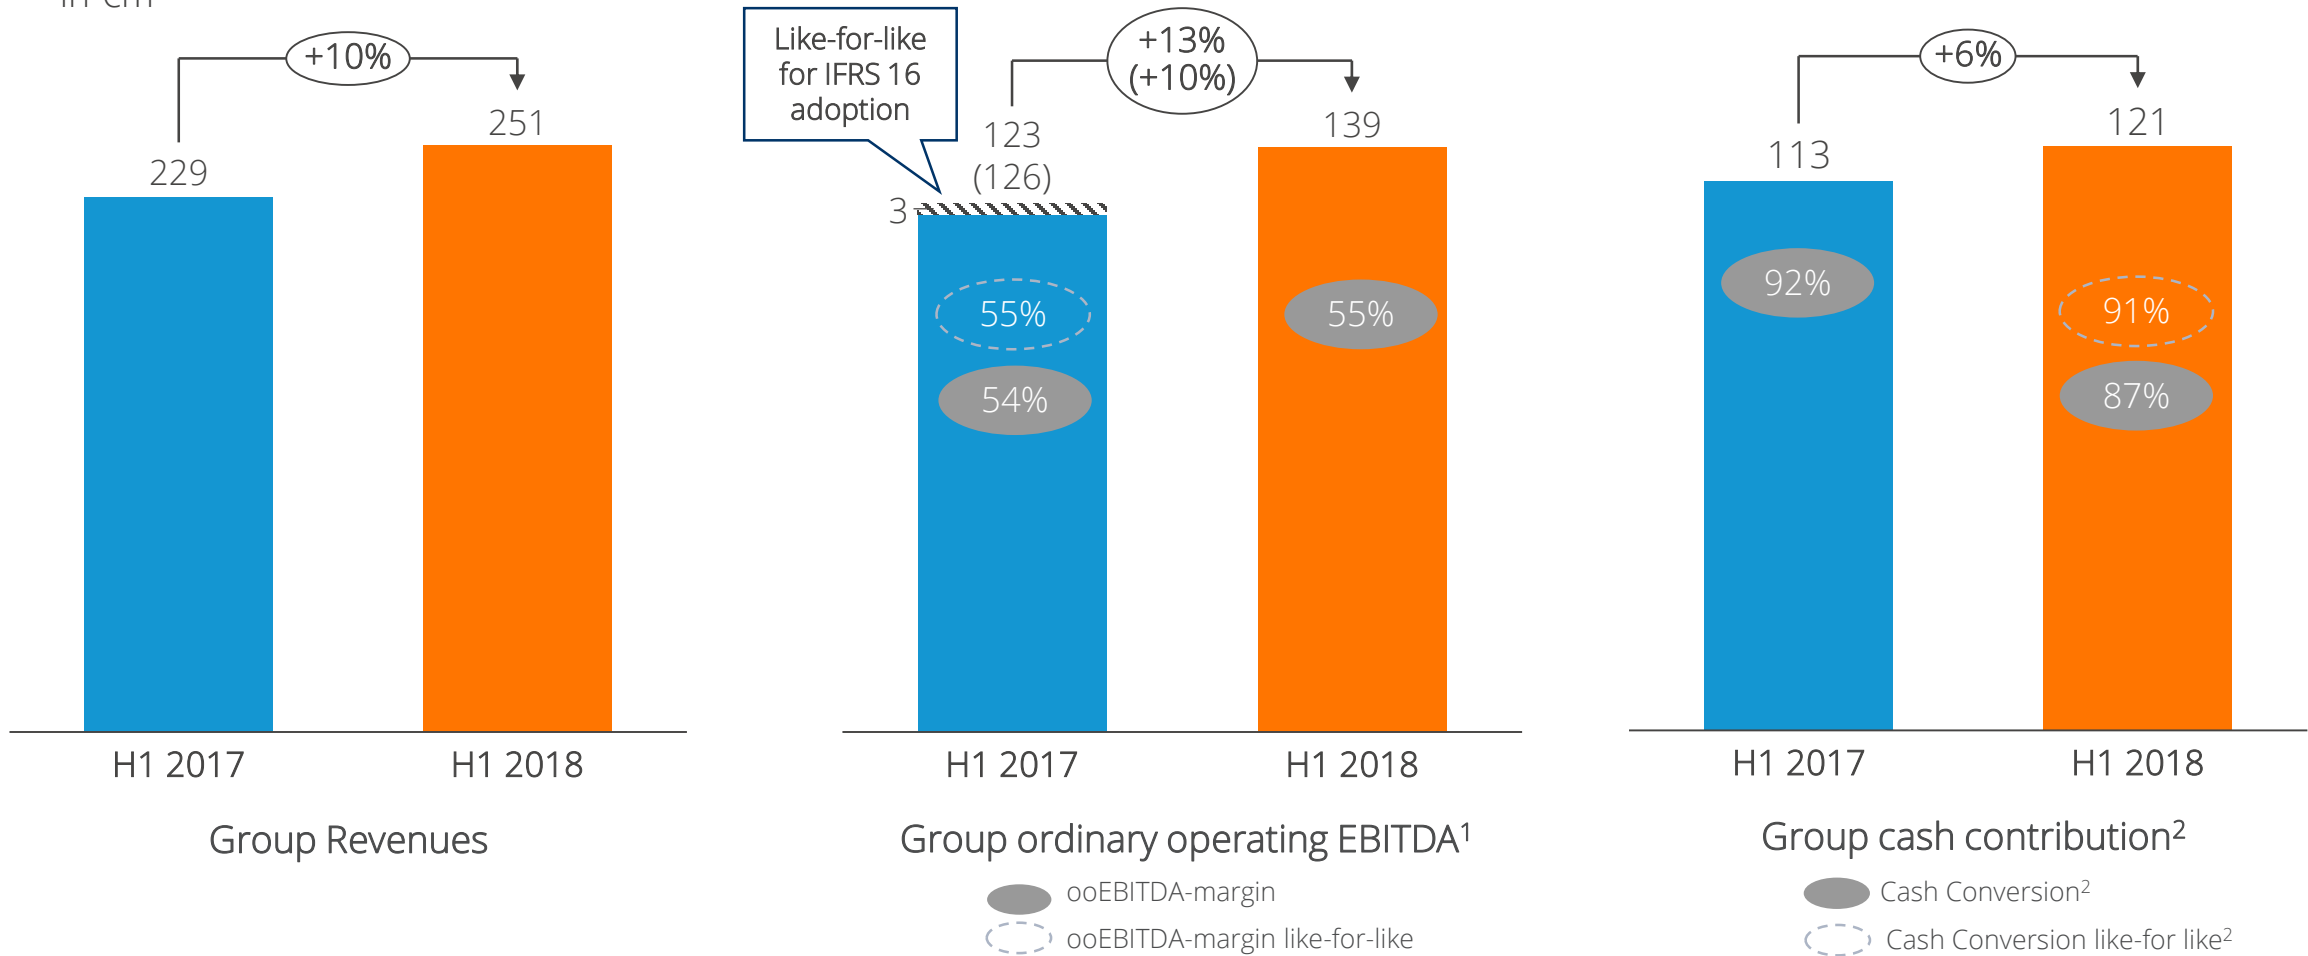 +10%
229
251
H1 2017
H1 2018
Group Revenues
Like-for-like
for IFRS 16
adoption
+13%
(+10%)
123
(126)
3
139
55%
54%
55%
H1 2017
H1 2018
Group ordinary operating EBITDA¹
ooEBITDA-margin
ooEBITDA-margin like-for-like
+6%
113
121
92%
91%
87%
H1 2017
H1 2018
Group cash contribution²
Cash Conversion²
Cash Conversion like-for like²